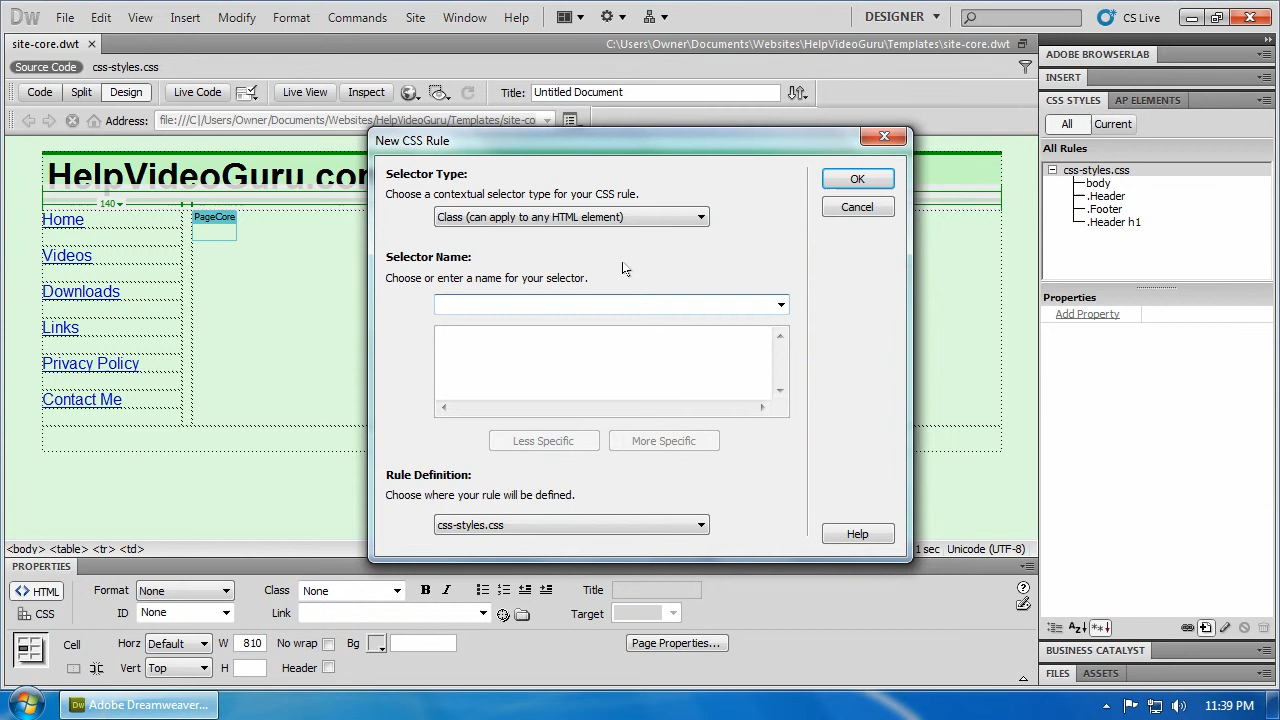 Dw File Edit View Insert Modify Format Commands Site Window Help DESIGNER CS Live
site-core.dwt C:\Users\Owner\Documents\Websites\HelpVideoGuru\Templates\site-core.dwt
Source Code css-styles.css
Code Split Design Live Code Live View Inspect Title: Untitled Document
Address: file:///C|/Users/Owner/Documents/Websites/HelpVideoGuru/Templates/site-co
HelpVideoGuru.co
140
Home
Videos
Downloads
Links
Privacy Policy
Contact Me
PageCore
New CSS Rule
Selector Type:
Choose a contextual selector type for your CSS rule.
Class (can apply to any HTML element)
Selector Name:
Choose or enter a name for your selector.
Less Specific More Specific
Rule Definition:
Choose where your rule will be defined.
css-styles.css
OK
Cancel
Help
ADOBE BROWSERLAB
INSERT
CSS STYLES AP ELEMENTS
All Current
All Rules
css-styles.css
body
.Header
.Footer
.Header h1
Properties
Add Property
BUSINESS CATALYST
FILES ASSETS
<body> <table> <tr> <td> 1 sec Unicode (UTF-8)
PROPERTIES
<> HTML Format None Class None B I Title
CSS ID None Link Target
Cell Horz Default W 810 No wrap Bg Page Properties...
Vert Top H Header
Dw Adobe Dreamweaver... 11:39 PM